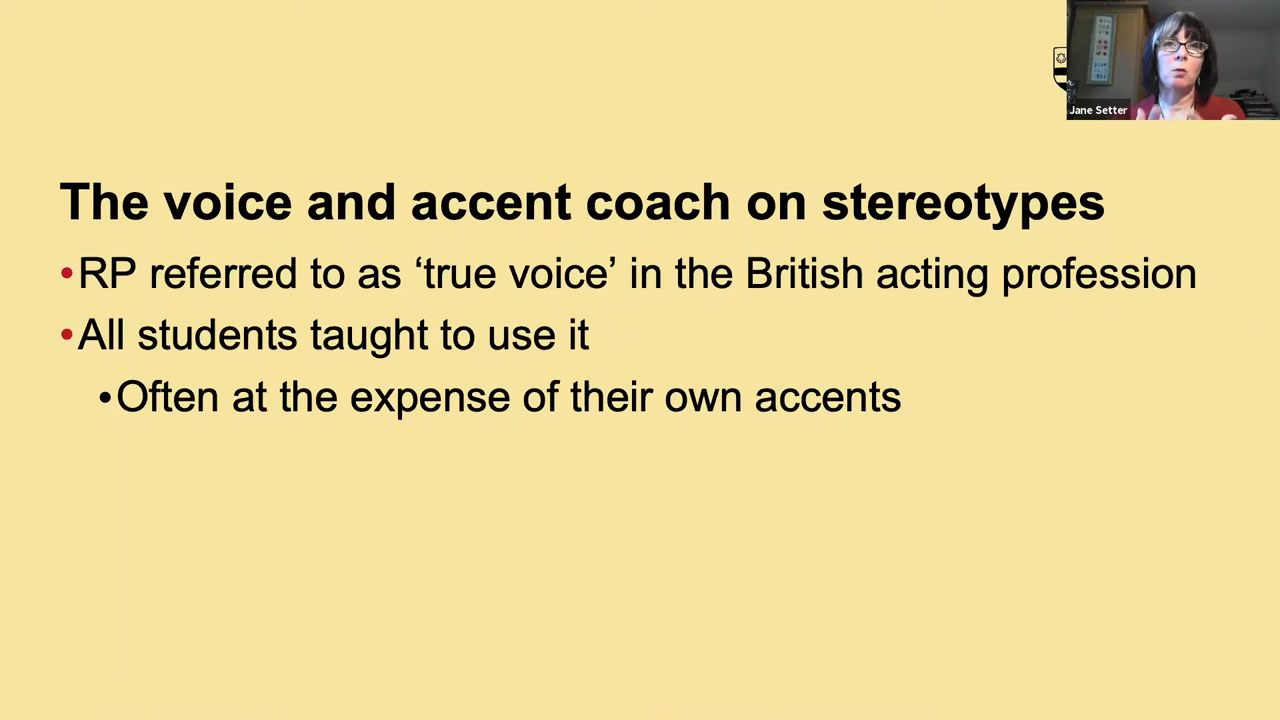 Jane Setter
The voice and accent coach on stereotypes
•RP referred to as ‘true voice’ in the British acting profession
•All students taught to use it
•Often at the expense of their own accents